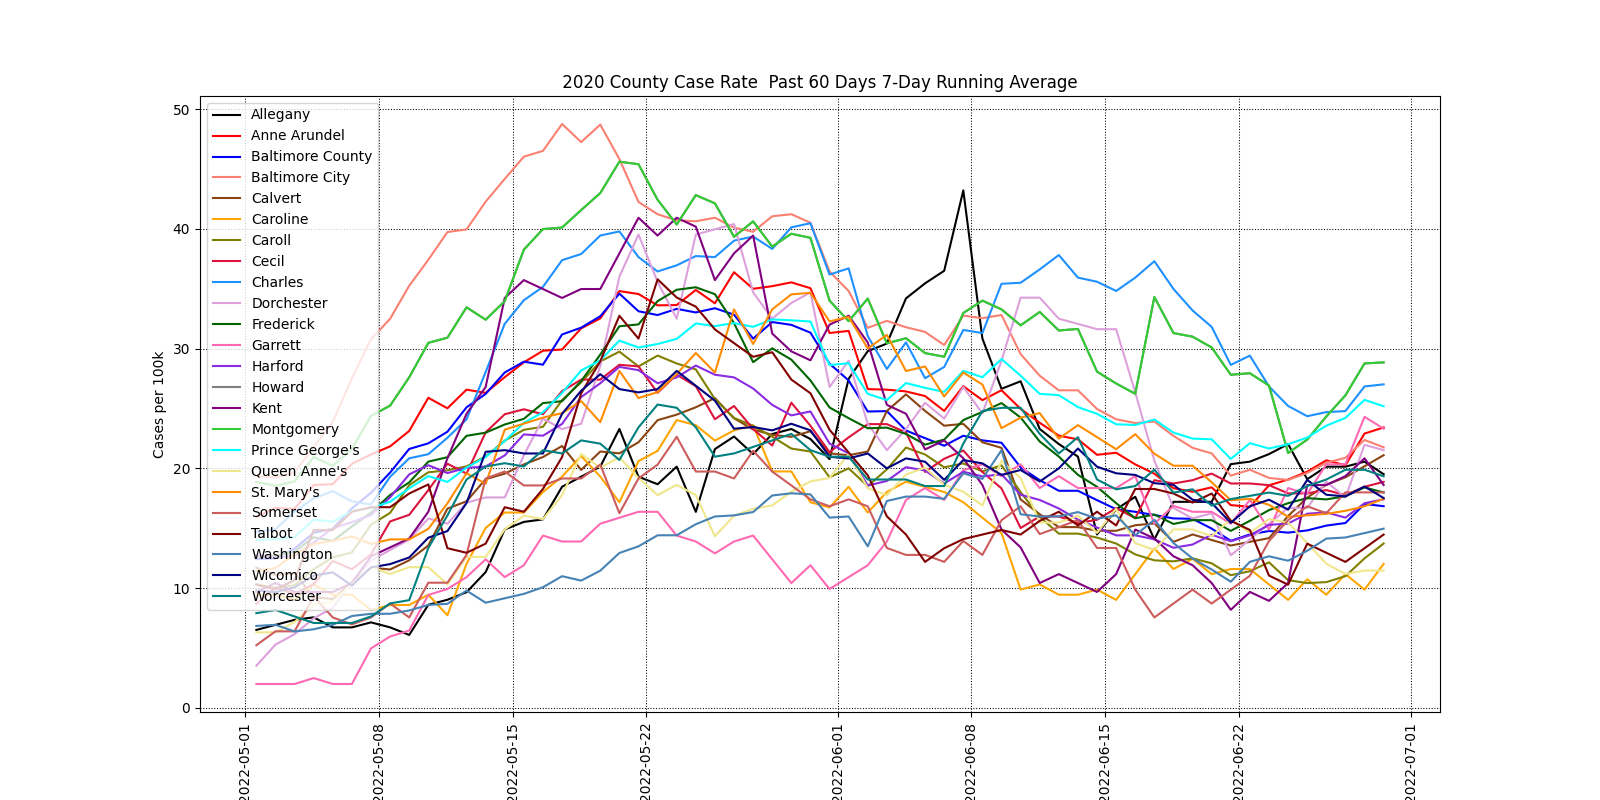 2020 County Case Rate  Past 60 Days 7-Day Running Average
Cases per 100k
50
40
30
20
10
0
Allegany
Anne Arundel
Baltimore County
Baltimore City
Calvert
Caroline
Caroll
Cecil
Charles
Dorchester
Frederick
Garrett
Harford
Howard
Kent
Montgomery
Prince George's
Queen Anne's
St. Mary's
Somerset
Talbot
Washington
Wicomico
Worcester
2022-05-01
2022-05-08
2022-05-15
2022-05-22
2022-06-01
2022-06-08
2022-06-15
2022-06-22
2022-07-01